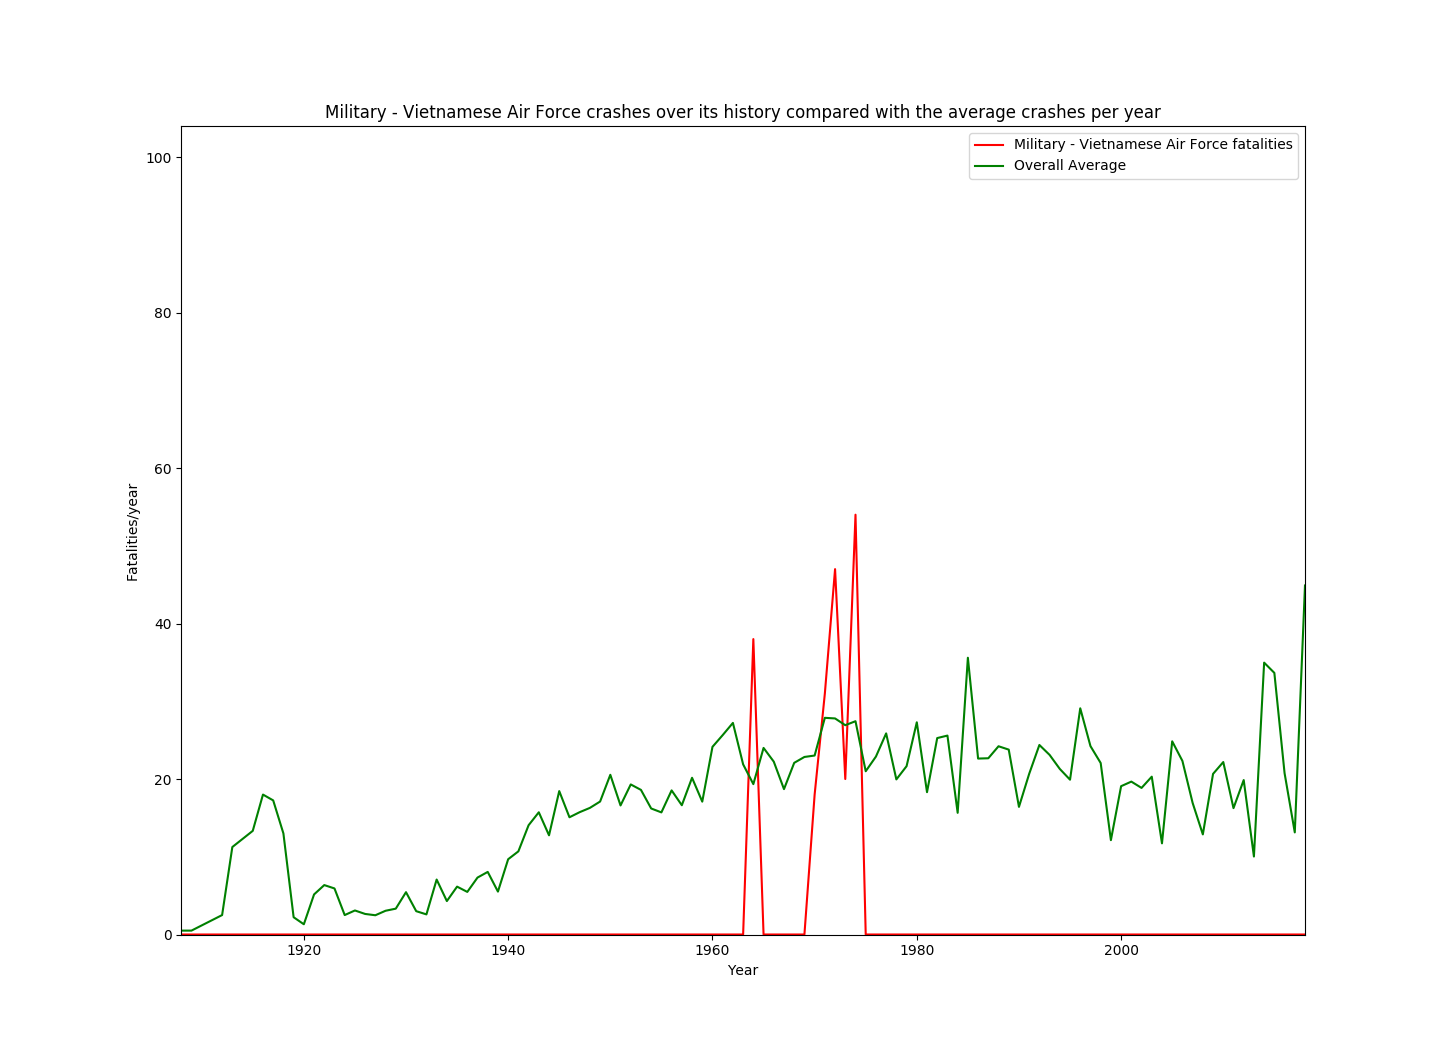 Military - Vietnamese Air Force crashes over its history compared with the average crashes per year
Military - Vietnamese Air Force fatalities
Overall Average
100
80
60
40
20
0
Fatalities/year
1920 1940 1960 1980 2000
Year